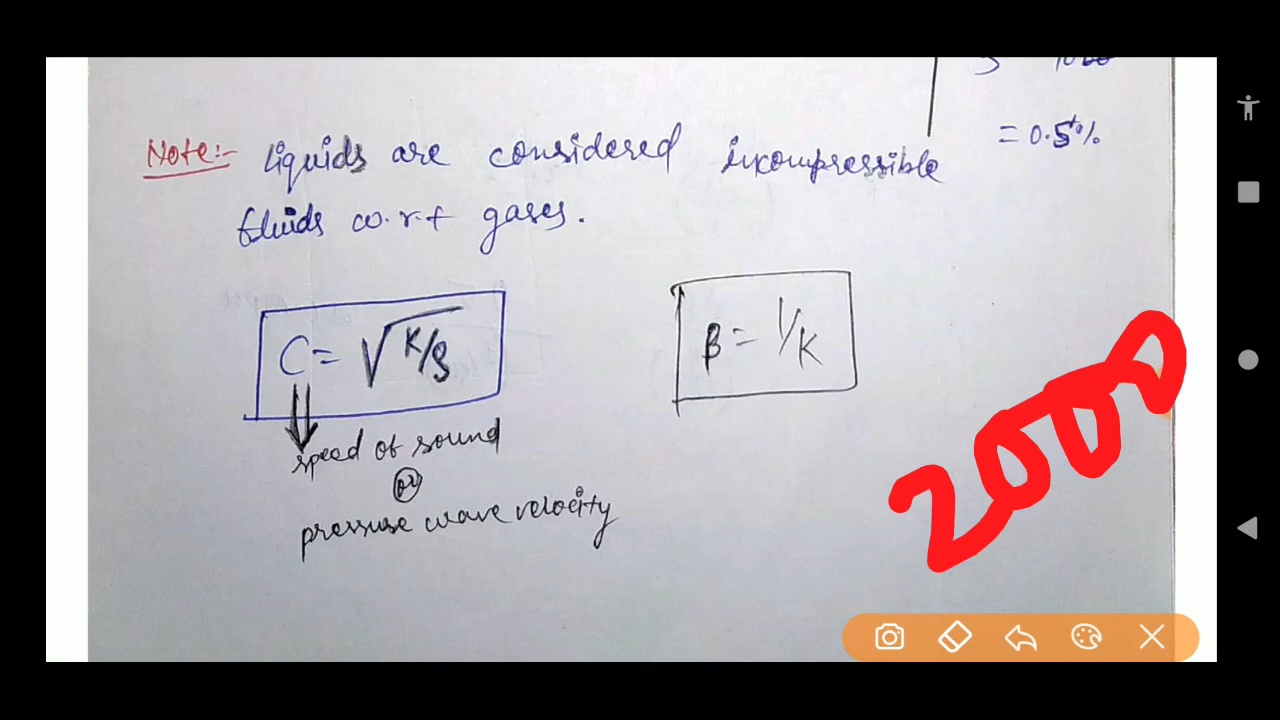 = 0.5%
Note:- Liquids are considered incompressible
fluids w.r.t gases.
C = √K/ρ
β = 1/K
speed of sound
or
pressure wave velocity
2000